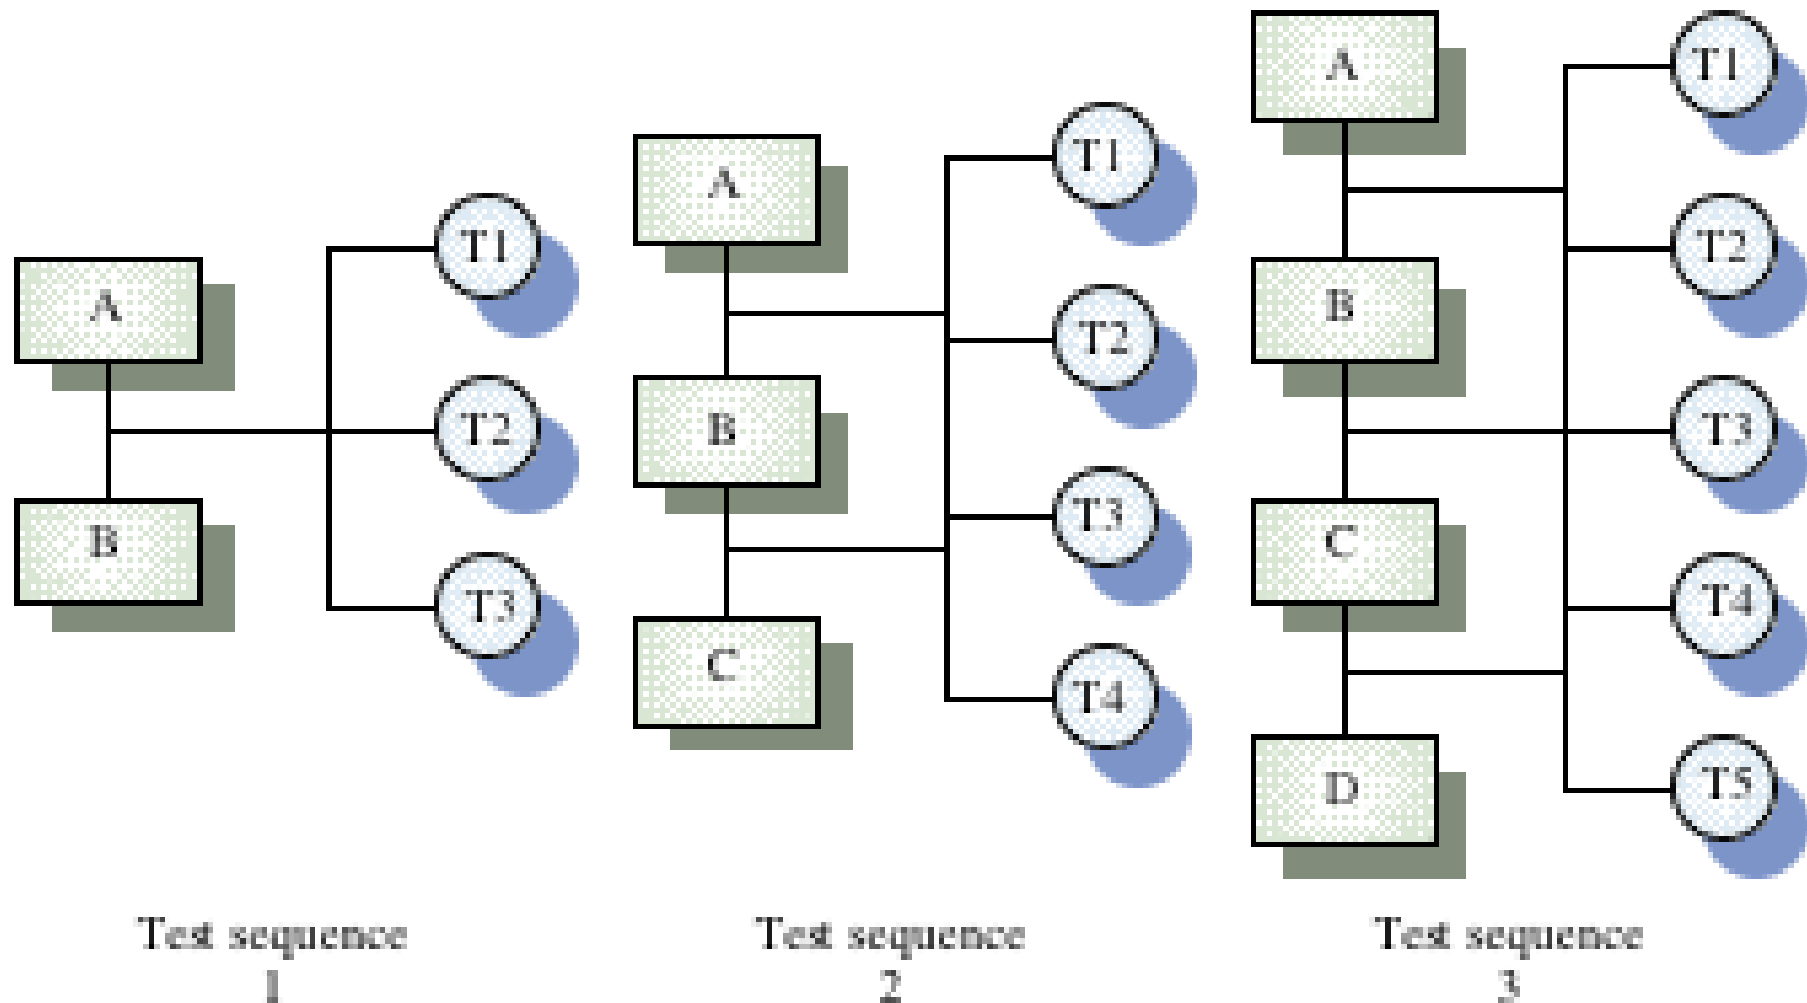 A
B
T1
T2
T3
Test sequence
1
A
B
C
T1
T2
T3
T4
Test sequence
2
A
B
C
D
T1
T2
T3
T4
T5
Test sequence
3